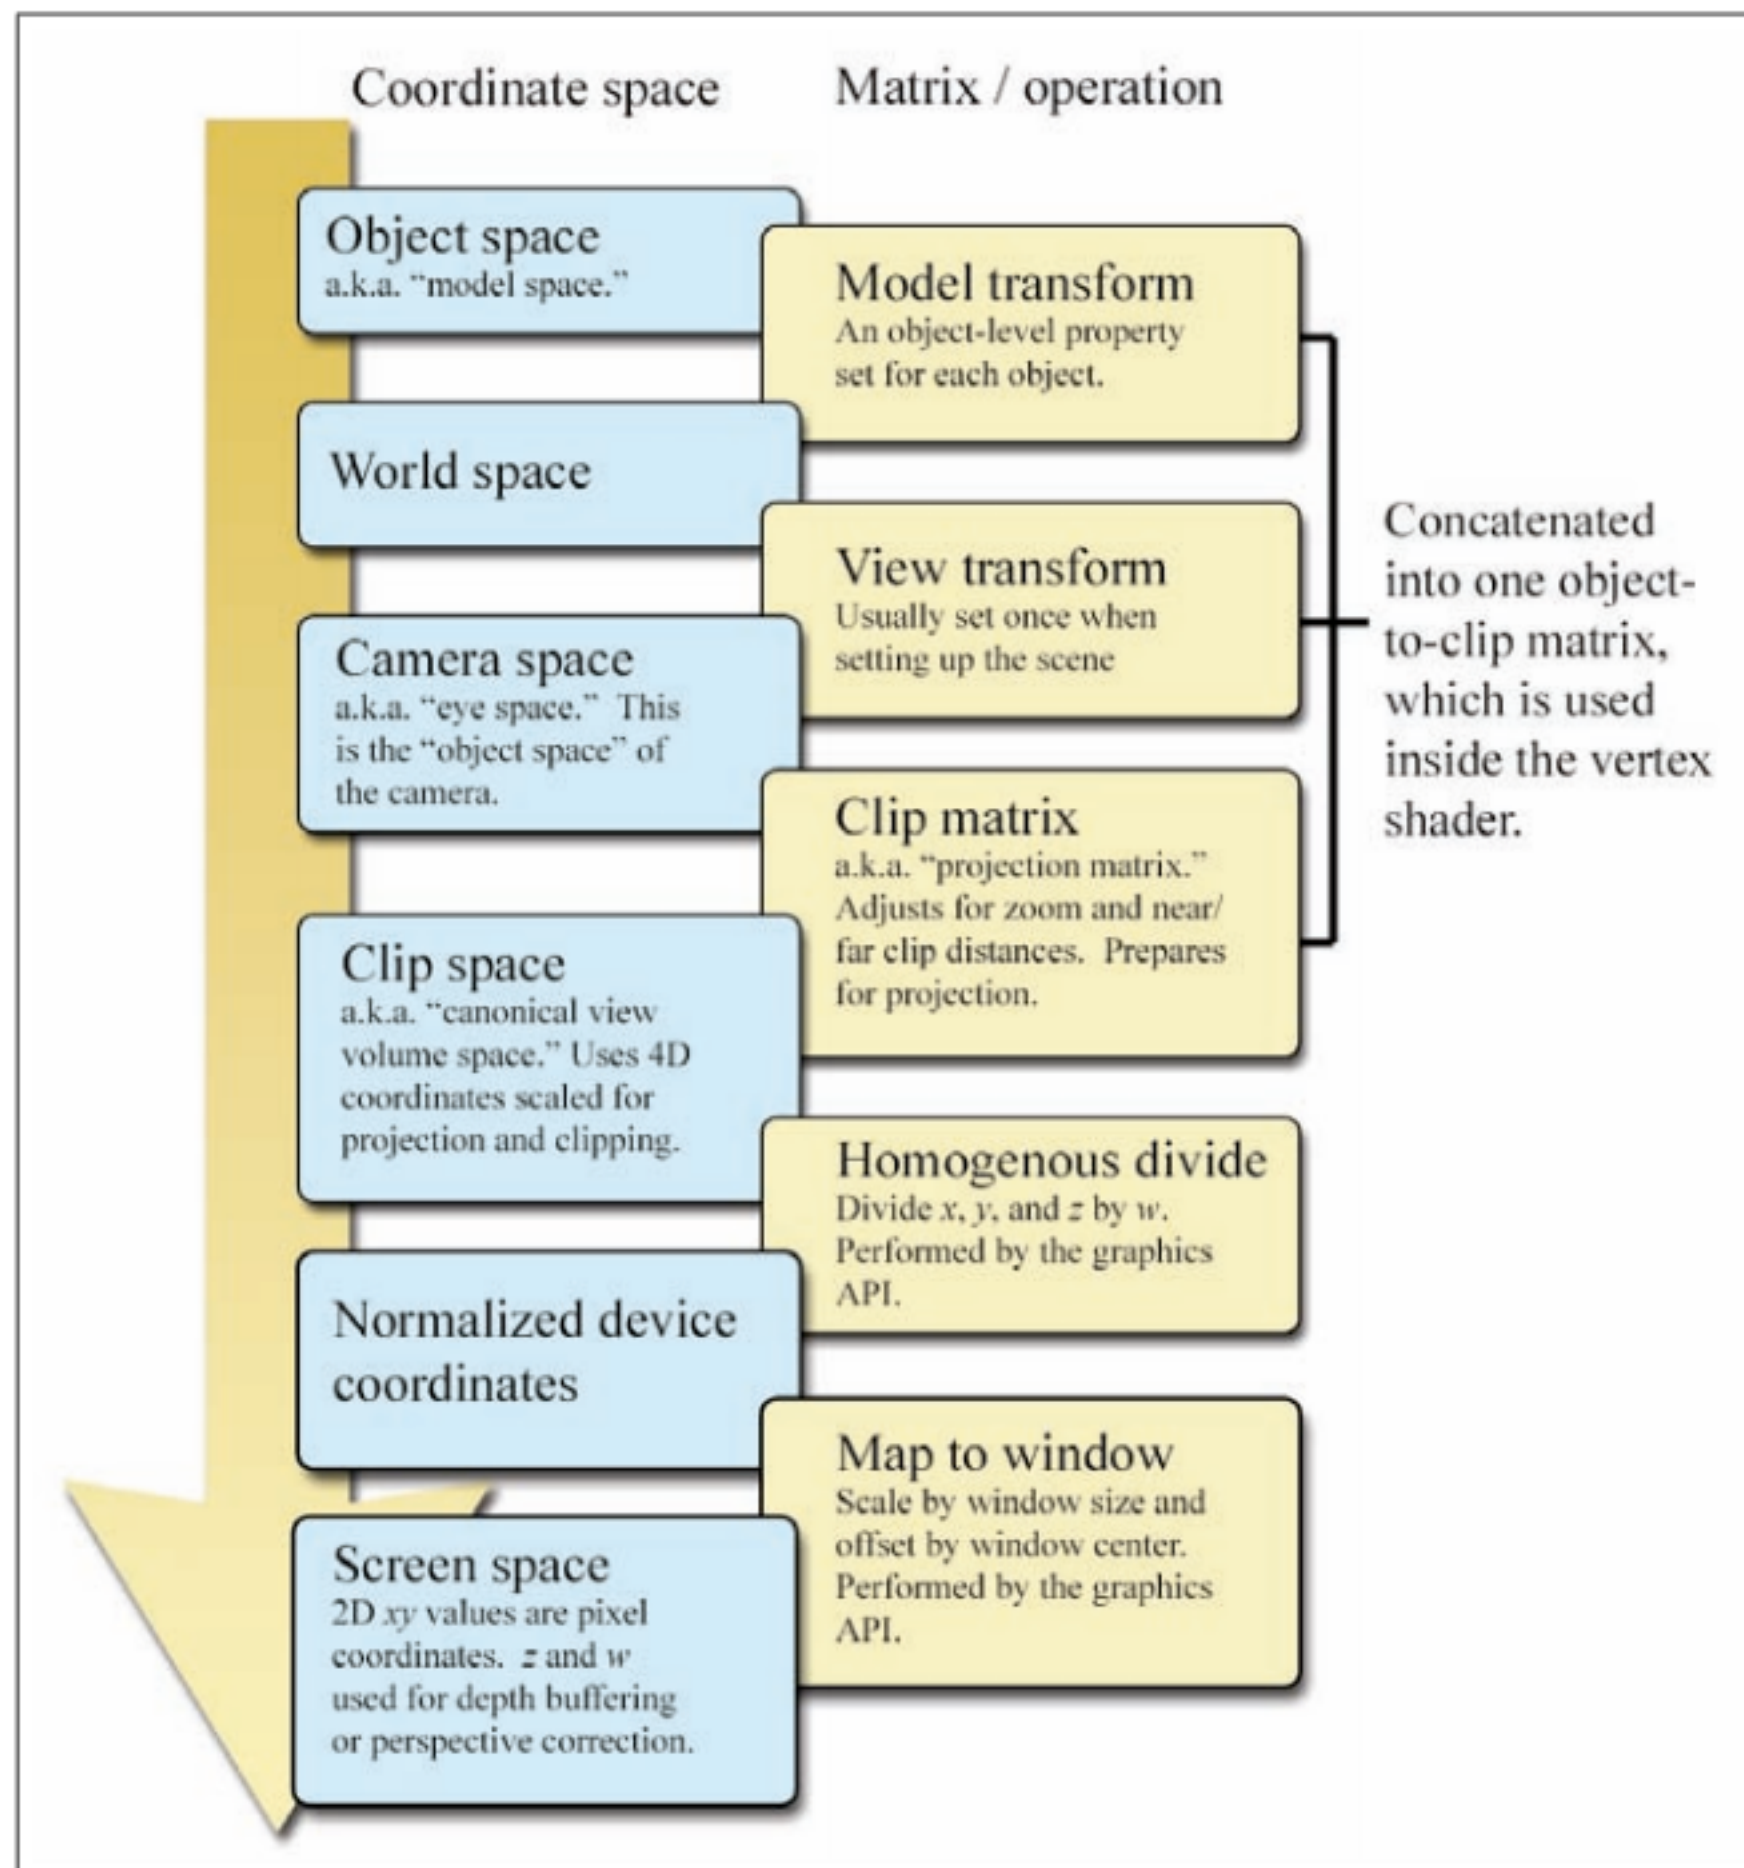 Coordinate space
Matrix / operation
Object space
a.k.a. “model space.”
Model transform
An object-level property
set for each object.
World space
View transform
Usually set once when
setting up the scene
Camera space
a.k.a. “eye space.” This
is the “object space” of
the camera.
Clip matrix
a.k.a. “projection matrix.”
Adjusts for zoom and near/
far clip distances. Prepares
for projection.
Clip space
a.k.a. “canonical view
volume space.” Uses 4D
coordinates scaled for
projection and clipping.
Homogenous divide
Divide x, y, and z by w.
Performed by the graphics
API.
Normalized device
coordinates
Map to window
Scale by window size and
offset by window center.
Performed by the graphics
API.
Screen space
2D xy values are pixel
coordinates. z and w
used for depth buffering
or perspective correction.
Concatenated
into one object-
to-clip matrix,
which is used
inside the vertex
shader.